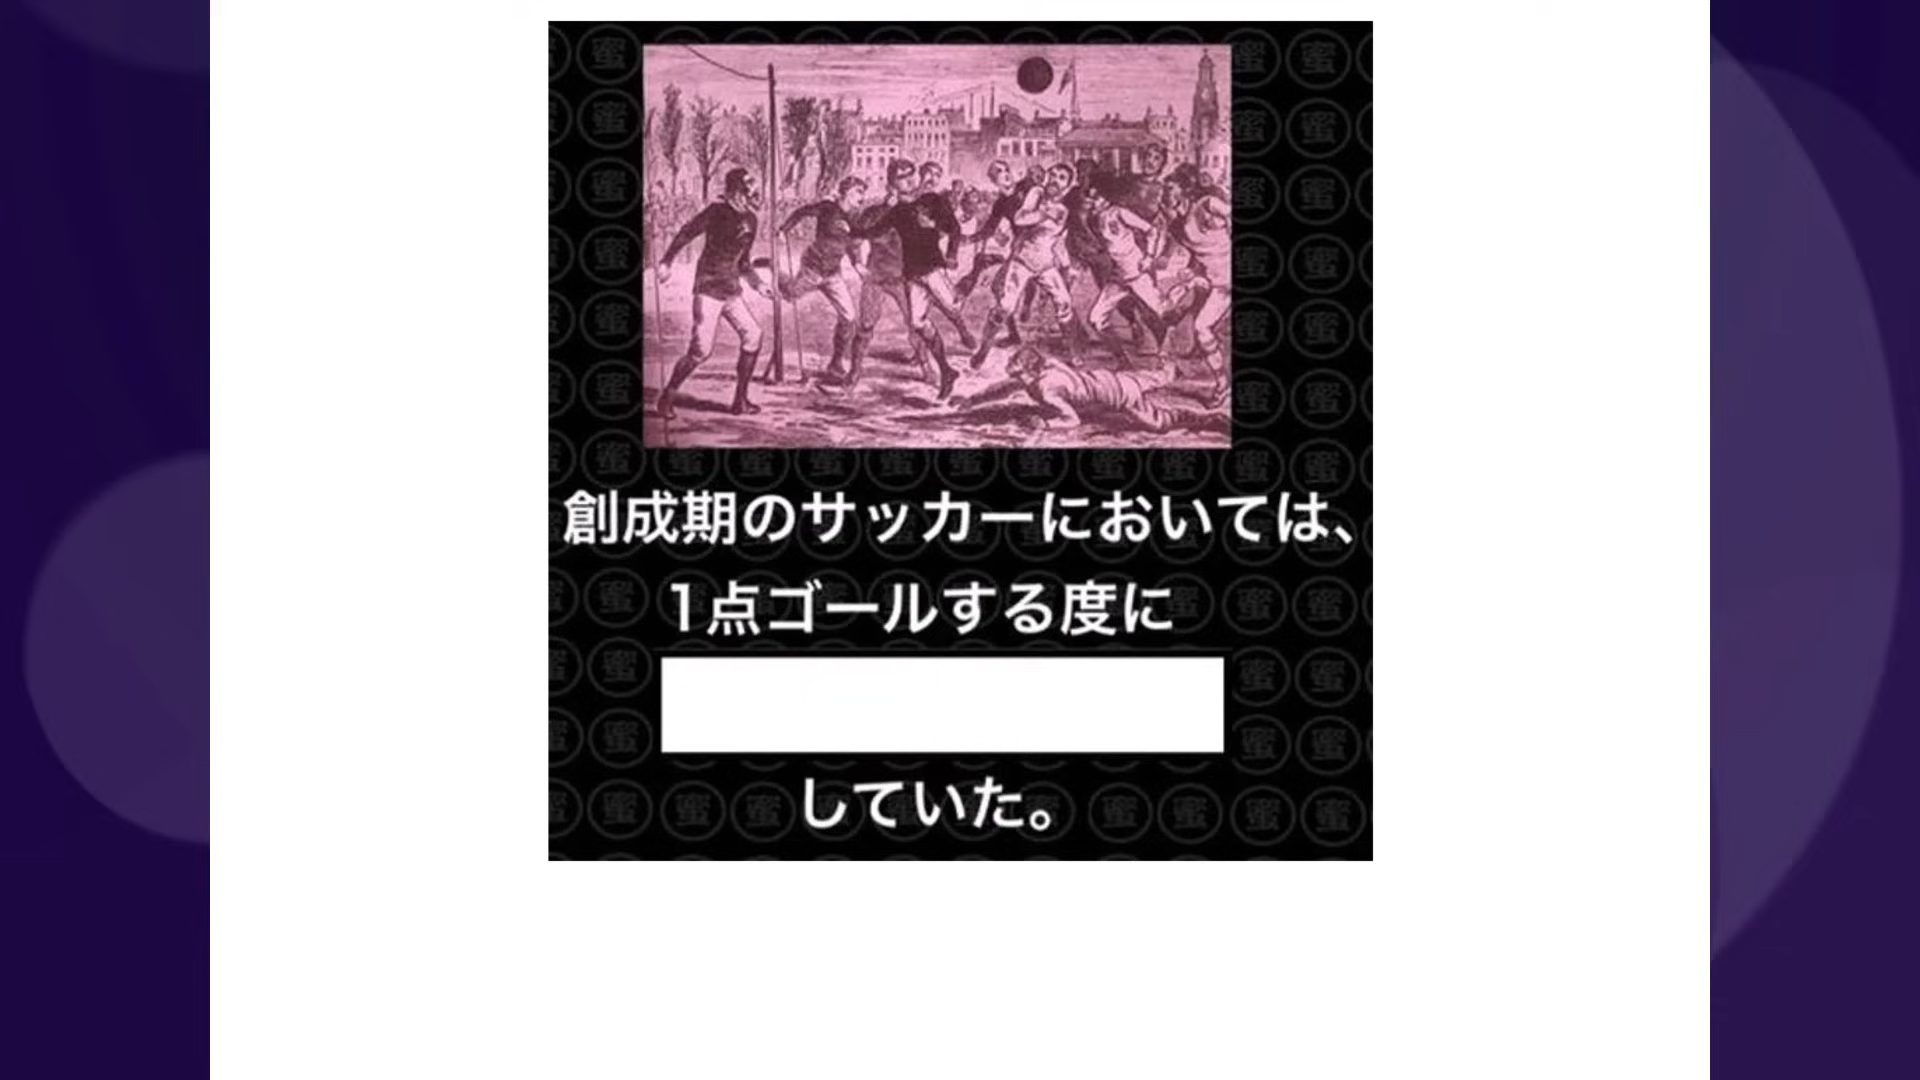 創成期のサッカーにおいては、
1点ゴールする度に
していた。